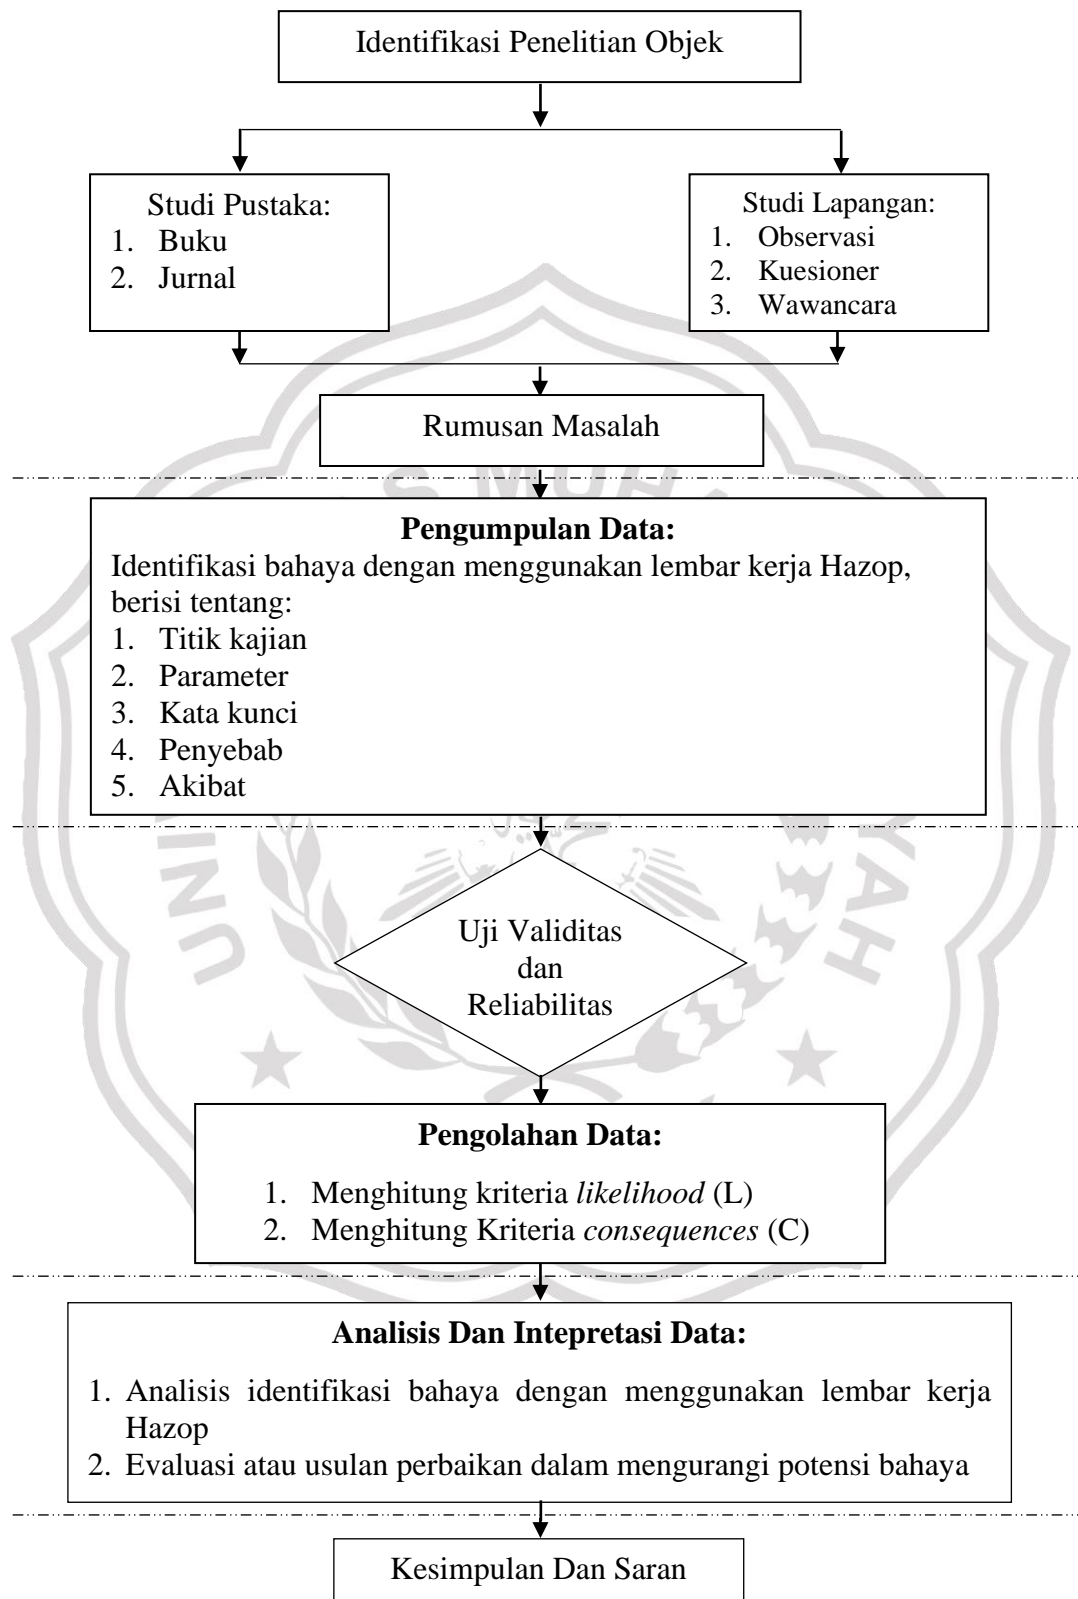 Identifikasi Penelitian Objek
Studi Pustaka:
1. Buku
2. Jurnal
Studi Lapangan:
1. Observasi
2. Kuesioner
3. Wawancara
Rumusan Masalah
Pengumpulan Data:
Identifikasi bahaya dengan menggunakan lembar kerja Hazop,
berisi tentang:
1. Titik kajian
2. Parameter
3. Kata kunci
4. Penyebab
5. Akibat
Uji Validitas
dan
Reliabilitas
Pengolahan Data:
1. Menghitung kriteria likelihood (L)
2. Menghitung Kriteria consequences (C)
Analisis Dan Intepretasi Data:
1. Analisis identifikasi bahaya dengan menggunakan lembar kerja
Hazop
2. Evaluasi atau usulan perbaikan dalam mengurangi potensi bahaya
Kesimpulan Dan Saran